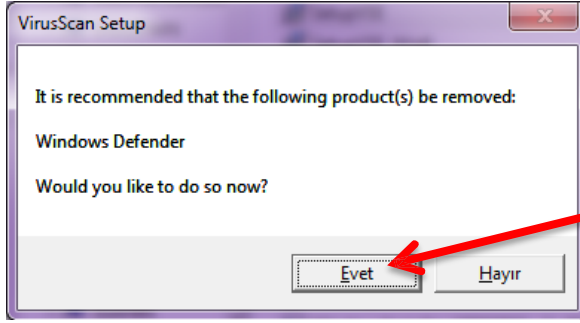 VirusScan Setup
It is recommended that the following product(s) be removed:
Windows Defender
Would you like to do so now?
Evet
Hayır